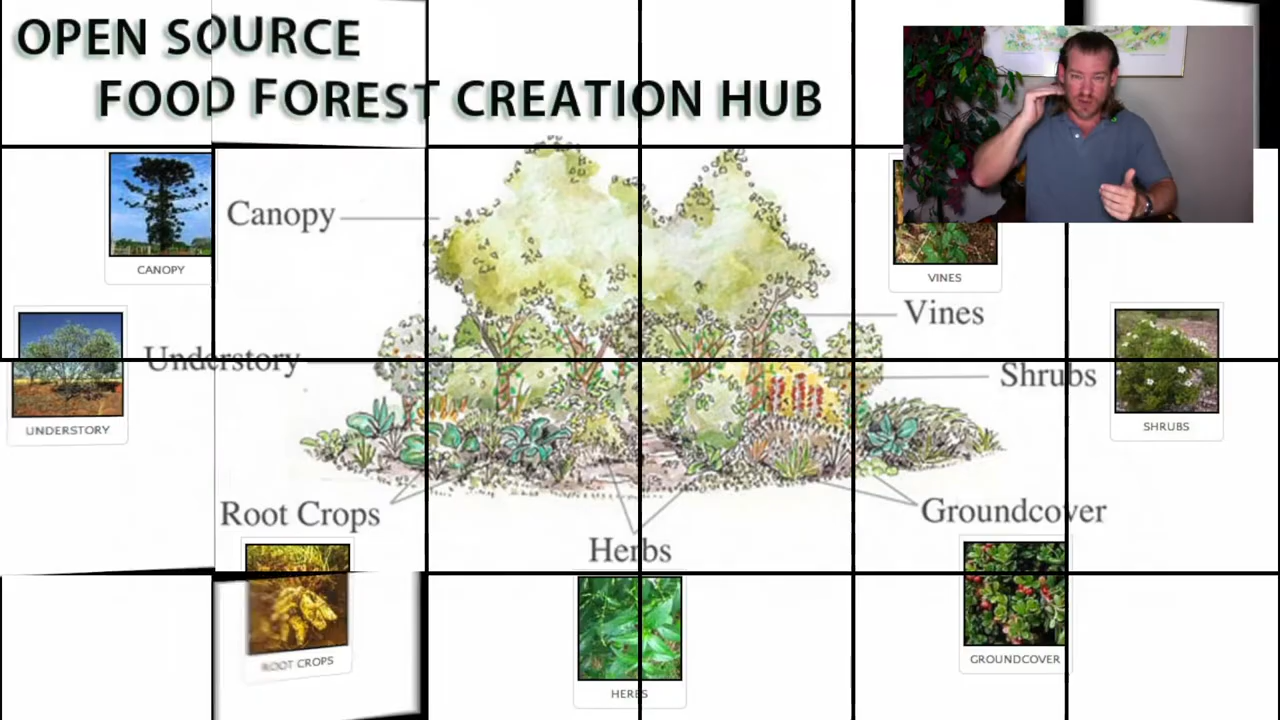 OPEN SOURCE
FOOD FOREST CREATION HUB
Canopy
CANOPY
VINES
Vines
Understory
Shrubs
UNDERSTORY
SHRUBS
Root Crops
Groundcover
Herbs
ROOT CROPS
GROUNDCOVER
HERBS